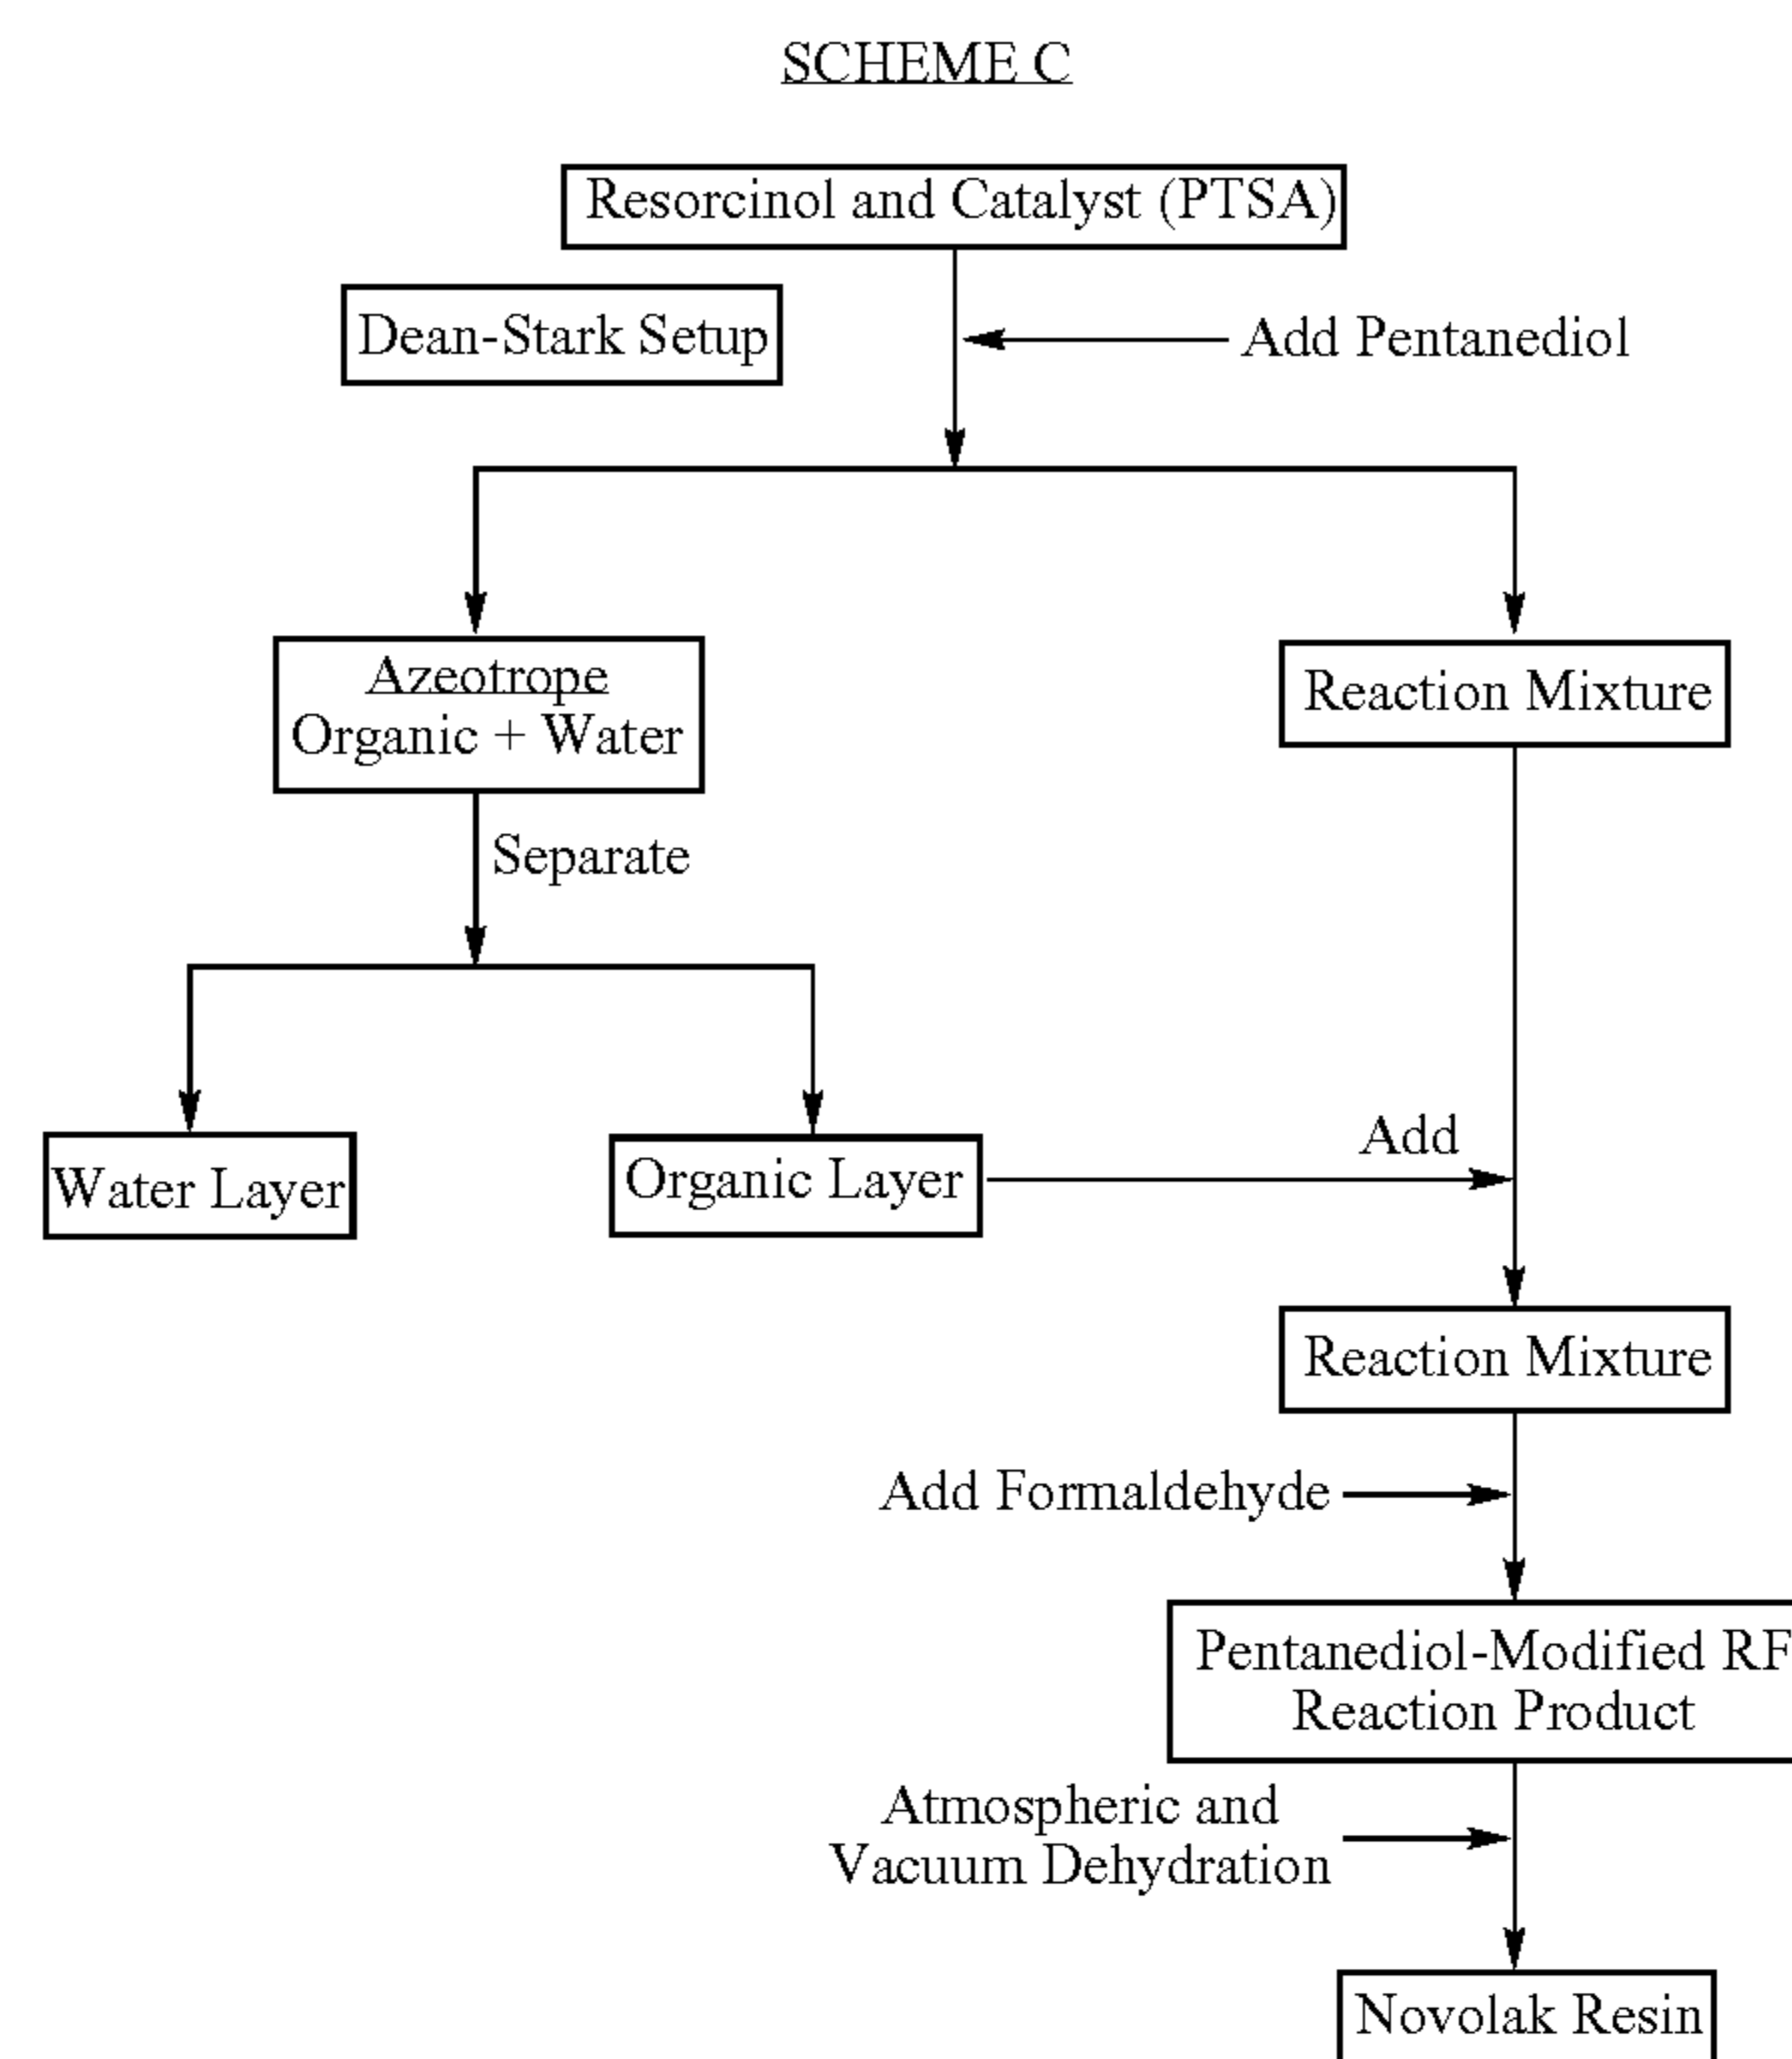 SCHEME C
Resorcinol and Catalyst (PTSA)
Dean-Stark Setup
Add Pentanediol
Azeotrope
Organic + Water
Reaction Mixture
Separate
Water Layer
Organic Layer
Add
Reaction Mixture
Add Formaldehyde
Pentanediol-Modified RF
Reaction Product
Atmospheric and
Vacuum Dehydration
Novolak Resin